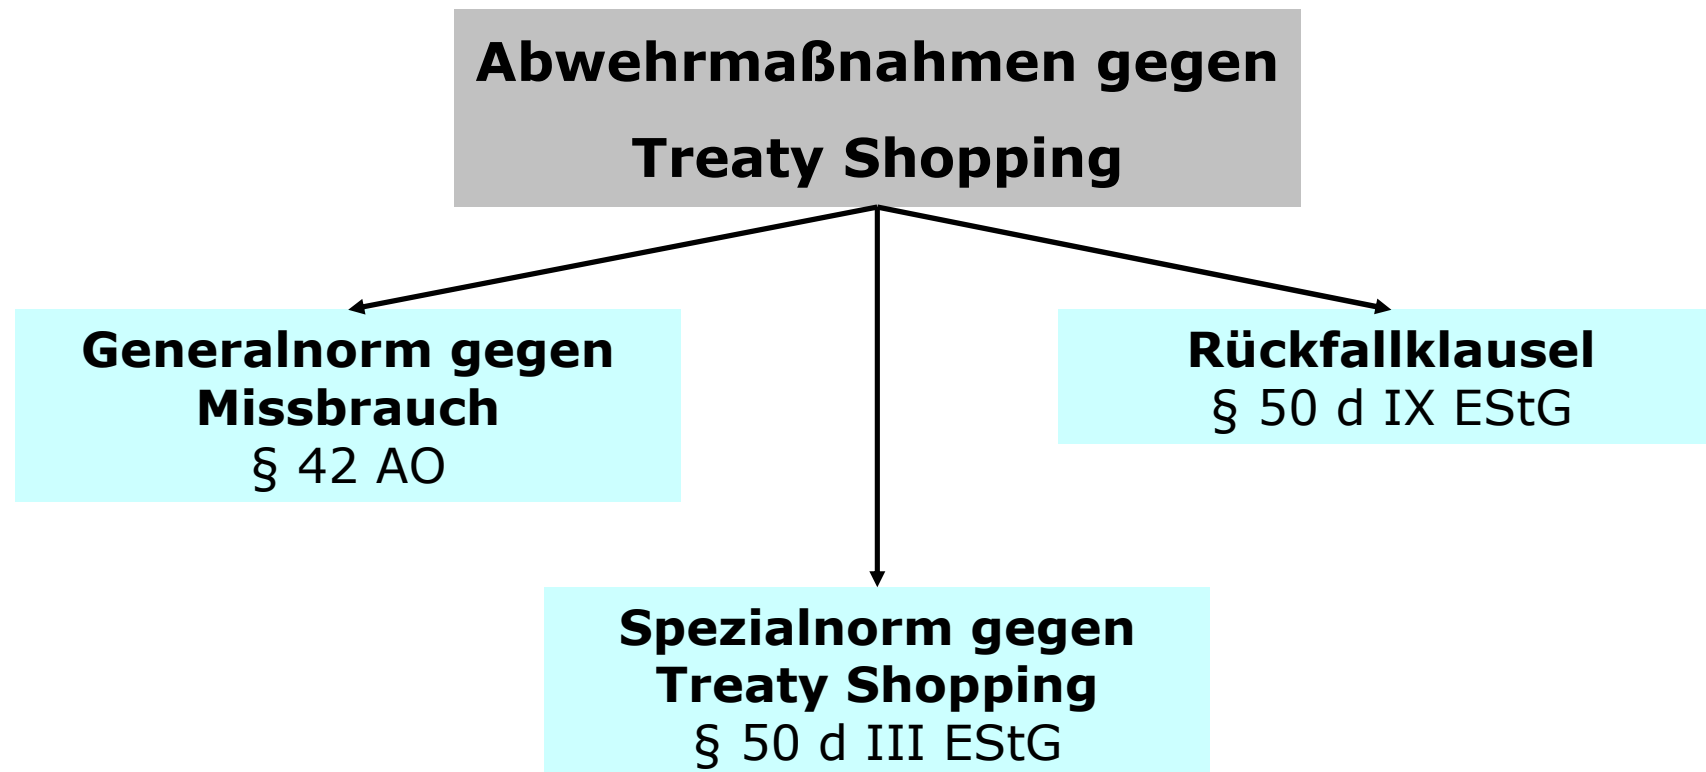 Abwehrmaßnahmen gegen
Treaty Shopping
Generalnorm gegen
Missbrauch
§ 42 AO
Rückfallklausel
§ 50 d IX EStG
Spezialnorm gegen
Treaty Shopping
§ 50 d III EStG